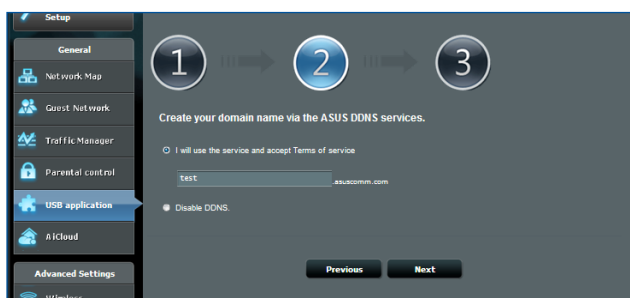 Setup
General
Network Map
Guest Network
Traffic Manager
Parental control
USB application
AiCloud
Advanced Settings
Wireless
1
2
3
Create your domain name via the ASUS DDNS services.
I will use the service and accept Terms of service
test .asuscomm.com
Disable DDNS.
Previous Next